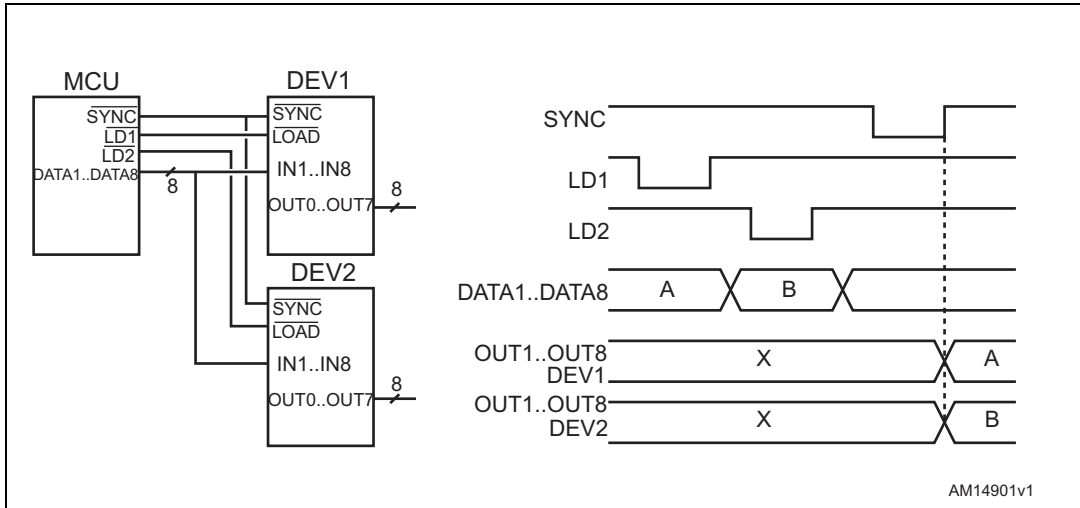 MCU
SYNC
LD1
LD2
DATA1..DATA8
8
DEV1
SYNC
LOAD
IN1..IN8
OUT0..OUT7
8
DEV2
SYNC
LOAD
IN1..IN8
OUT0..OUT7
8
SYNC
LD1
LD2
DATA1..DATA8
A
B
OUT1..OUT8
DEV1
X
A
OUT1..OUT8
DEV2
X
B
AM14901v1